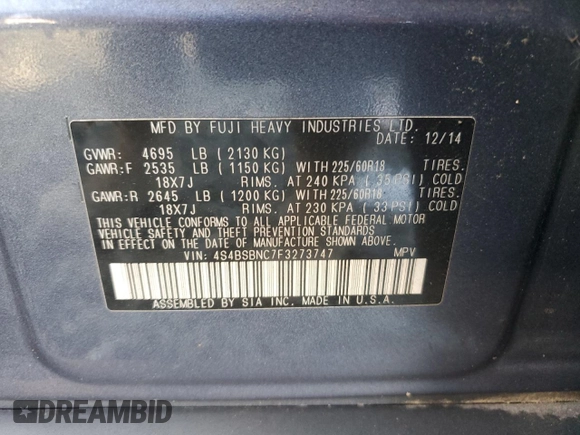 MFD BY FUJI HEAVY INDUSTRIES LTD.
DATE: 12/14
GVWR: 4695 LB ( 2130 KG)
GAWR:F 2535 LB ( 1150 KG) WITH 225/60R18 TIRES.
18X7J RIMS. AT 240 KPA ( 35 PSI) COLD
GAWR:R 2645 LB ( 1200 KG) WITH 225/60R18 TIRES.
18X7J RIMS. AT 230 KPA ( 33 PSI) COLD
THIS VEHICLE CONFORMS TO ALL APPLICABLE FEDERAL MOTOR
VEHICLE SAFETY AND THEFT PREVENTION STANDARDS
IN EFFECT ON THE DATE OF MANUFACTURE SHOWN ABOVE.
VIN: 4S4BSBNC7F3273747 MPV
ASSEMBLED BY SIA INC. MADE IN U.S.A.
DREAMBID